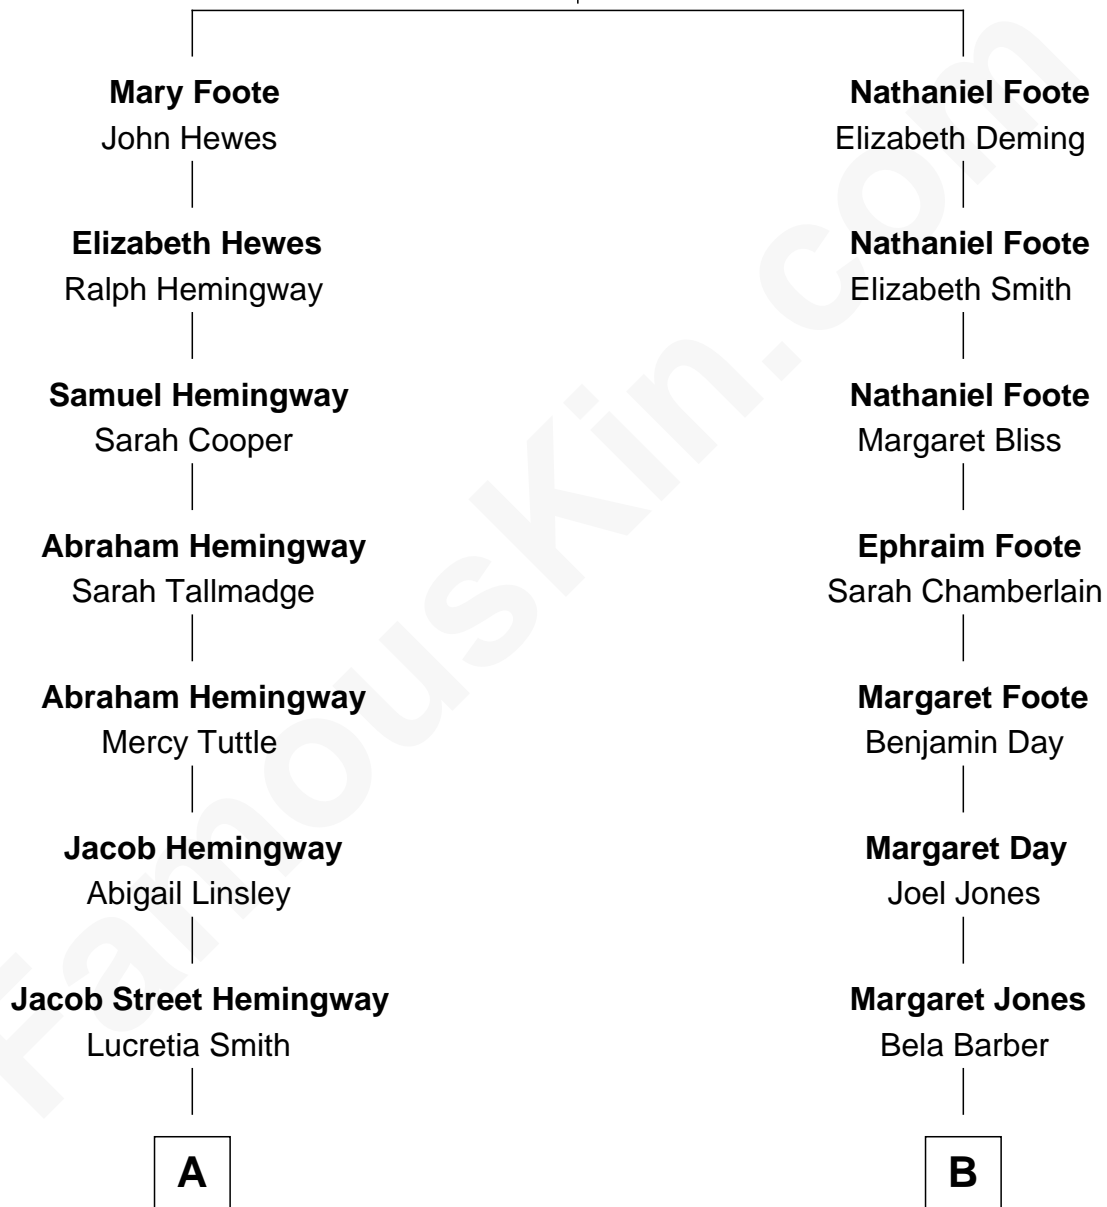 Mary Foote
John Hewes
Nathaniel Foote
Elizabeth Deming
Elizabeth Hewes
Ralph Hemingway
Nathaniel Foote
Elizabeth Smith
Samuel Hemingway
Sarah Cooper
Nathaniel Foote
Margaret Bliss
Abraham Hemingway
Sarah Tallmadge
Ephraim Foote
Sarah Chamberlain
Abraham Hemingway
Mercy Tuttle
Margaret Foote
Benjamin Day
Jacob Hemingway
Abigail Linsley
Margaret Day
Joel Jones
Jacob Street Hemingway
Lucretia Smith
Margaret Jones
Bela Barber
A
B
FamousKin.com